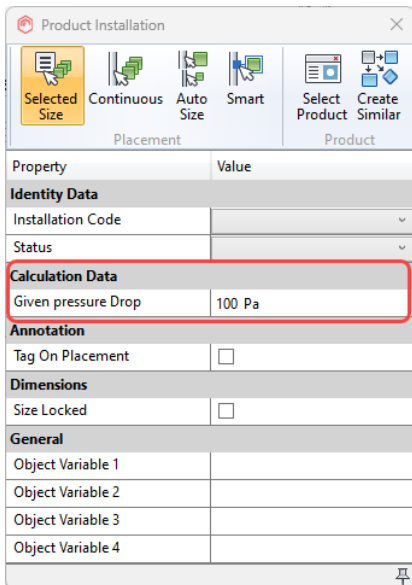 Product Installation
Selected Size
Continuous
Auto Size
Smart
Select Product
Create Similar
Placement
Product
Property Value
Identity Data
Installation Code
Status
Calculation Data
Given pressure Drop 100 Pa
Annotation
Tag On Placement
Dimensions
Size Locked
General
Object Variable 1
Object Variable 2
Object Variable 3
Object Variable 4